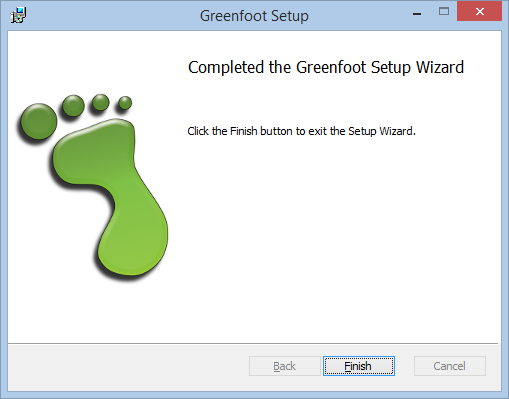 Greenfoot Setup
Completed the Greenfoot Setup Wizard
Click the Finish button to exit the Setup Wizard.
Back
Finish
Cancel